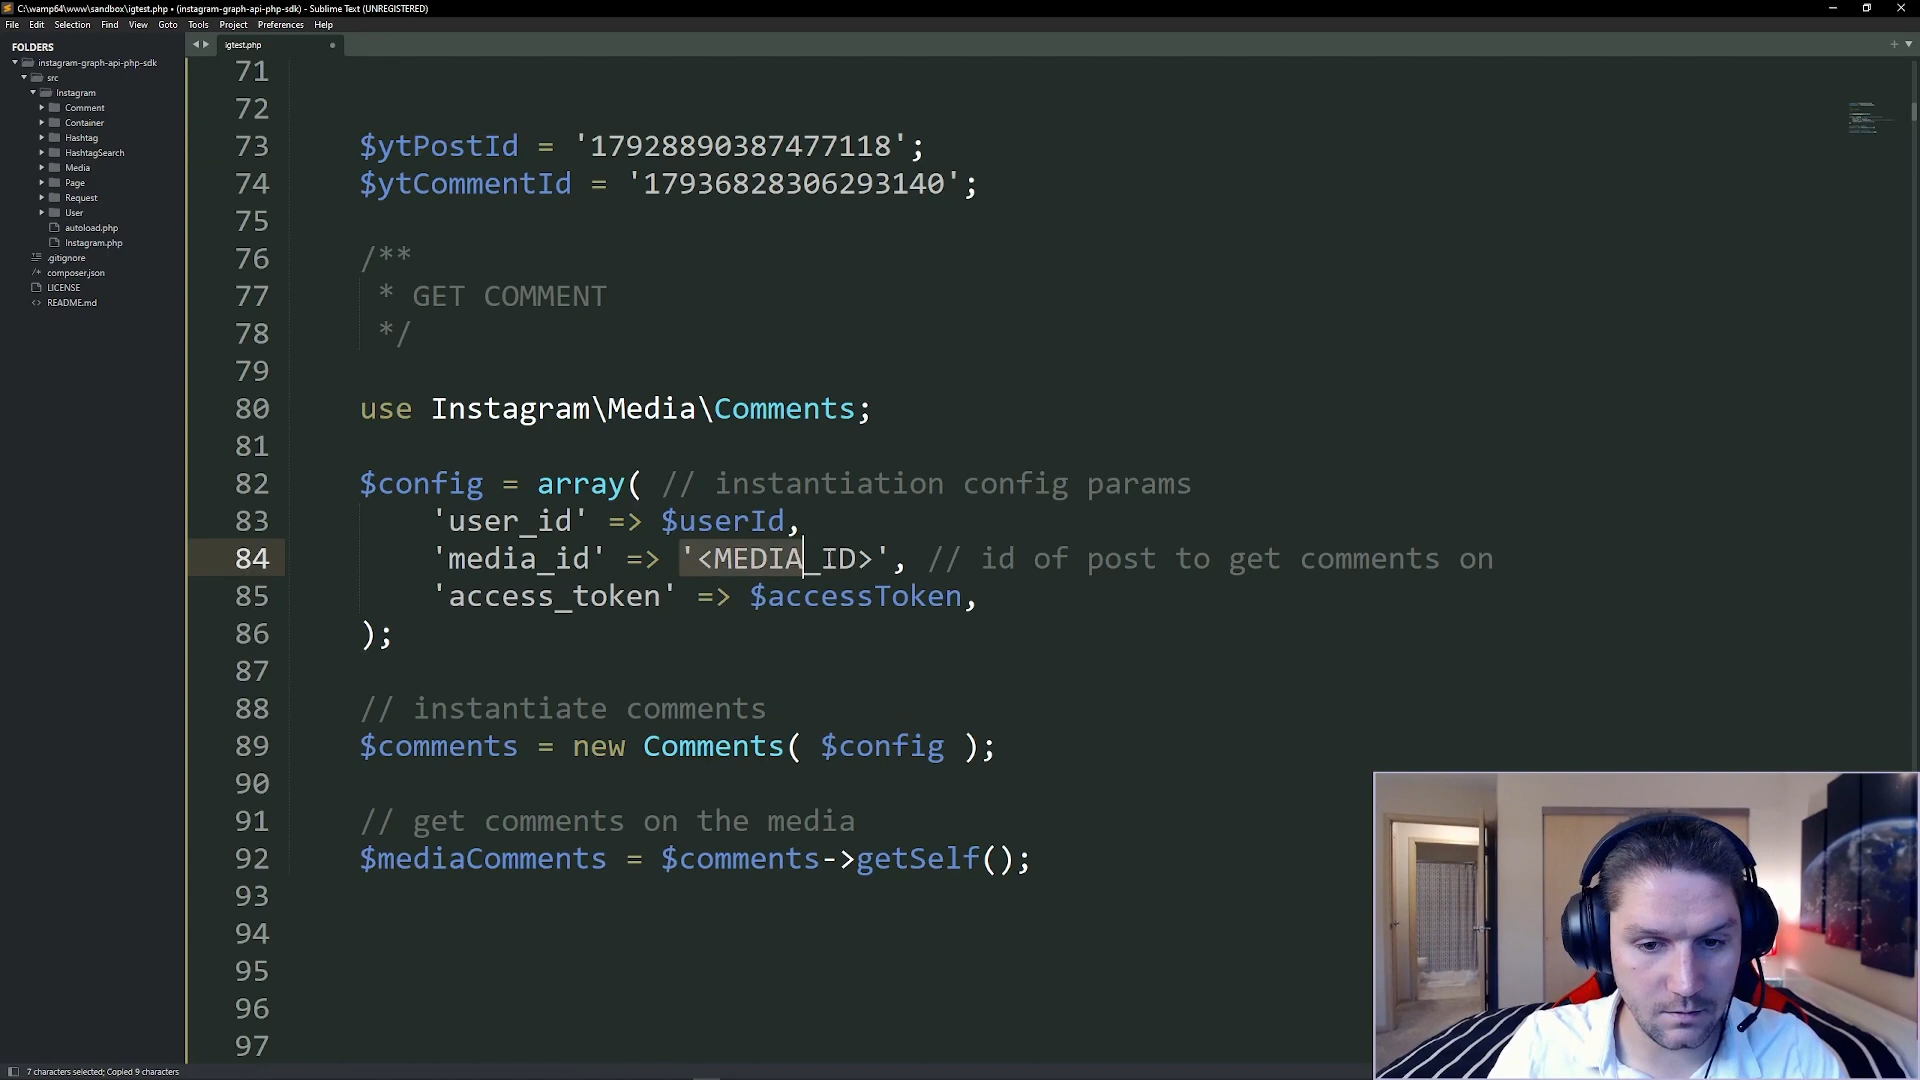 C:\wamp64\www\sandbox\igtest.php • (instagram-graph-api-php-sdk) - Sublime Text (UNREGISTERED)
File Edit Selection Find View Goto Tools Project Preferences Help
FOLDERS
instagram-graph-api-php-sdk
src
Instagram
Comment
Container
Hashtag
HashtagSearch
Media
Page
Request
User
autoload.php
Instagram.php
.gitignore
composer.json
LICENSE
README.md
igtest.php
71
72
73 $ytPostId = '17928890387477118';
74 $ytCommentId = '17936828306293140';
75
76 /**
77 * GET COMMENT
78 */
79
80 use Instagram\Media\Comments;
81
82 $config = array( // instantiation config params
83 'user_id' => $userId,
84 'media_id' => '<MEDIA_ID>', // id of post to get comments on
85 'access_token' => $accessToken,
86 );
87
88 // instantiate comments
89 $comments = new Comments( $config );
90
91 // get comments on the media
92 $mediaComments = $comments->getSelf();
93
94
95
96
97
7 characters selected; Copied 9 characters